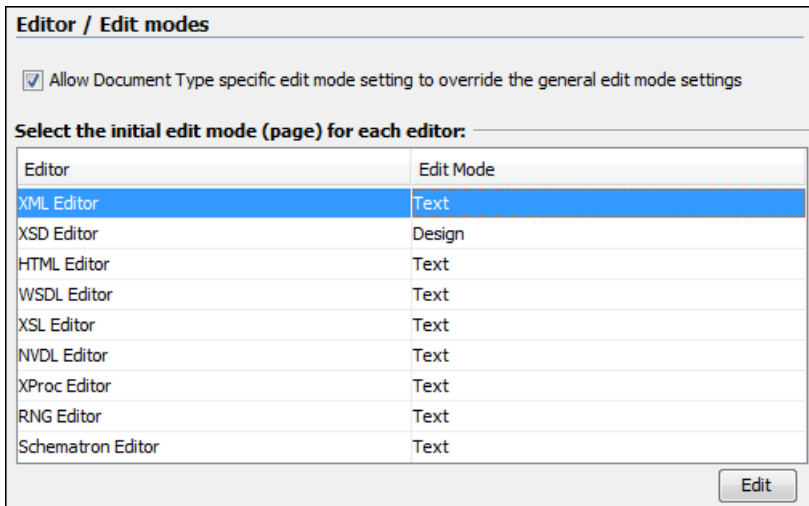 Editor / Edit modes
Allow Document Type specific edit mode setting to override the general edit mode settings
Select the initial edit mode (page) for each editor:
Editor Edit Mode
XML Editor Text
XSD Editor Design
HTML Editor Text
WSDL Editor Text
XSL Editor Text
NVDL Editor Text
XProc Editor Text
RNG Editor Text
Schematron Editor Text
Edit